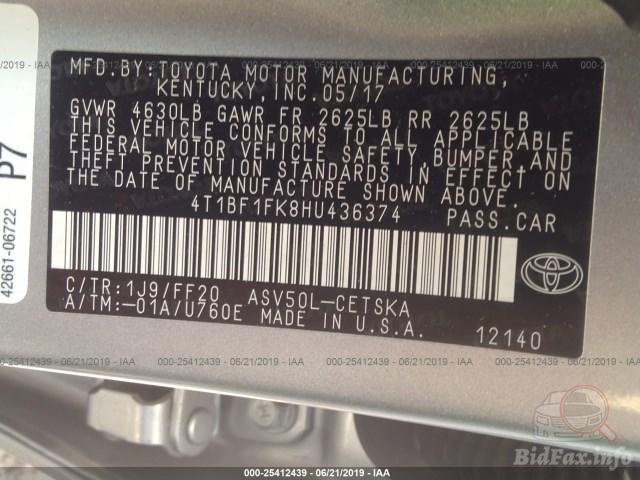 MFD.BY:TOYOTA MOTOR MANUFACTURING,
KENTUCKY,INC.05/17
GVWR 4630LB GAWR FR 2625LB RR 2625LB
THIS VEHICLE CONFORMS TO ALL APPLICABLE
FEDERAL MOTOR VEHICLE SAFETY,BUMPER,AND
THEFT PREVENTION STANDARDS IN EFFECT ON
THE DATE OF MANUFACTURE SHOWN ABOVE.
4T1BF1FK8HU436374 PASS.CAR
C/TR:1J9/FF20 ASV50L-CETSKA
A/TM:-01A/U760E MADE IN U.S.A. 12140
P7
42661-06722
000-25412439 - 06/21/2019 - IAA
BidFax.info